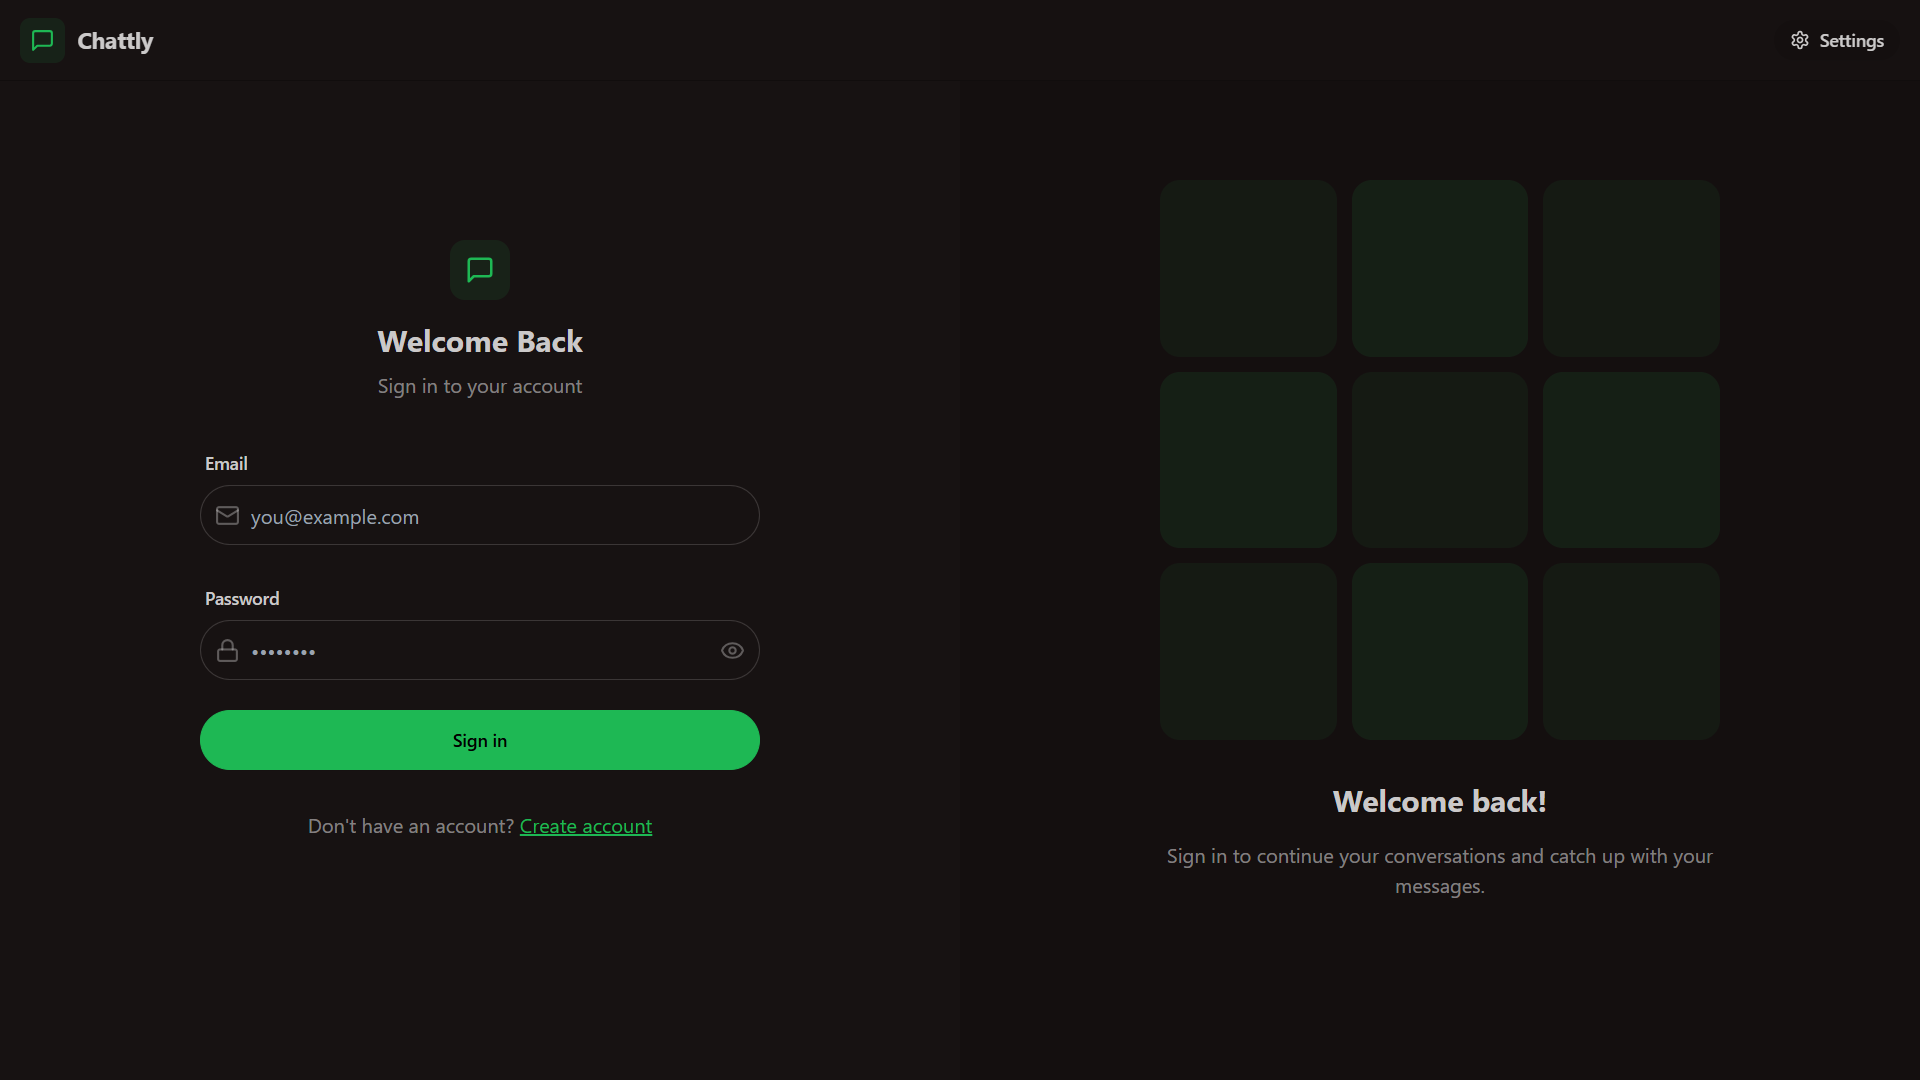 Chattly
Settings
Welcome Back
Sign in to your account
Email
you@example.com
Password
••••••••
Sign in
Don't have an account? Create account
Welcome back!
Sign in to continue your conversations and catch up with your
messages.